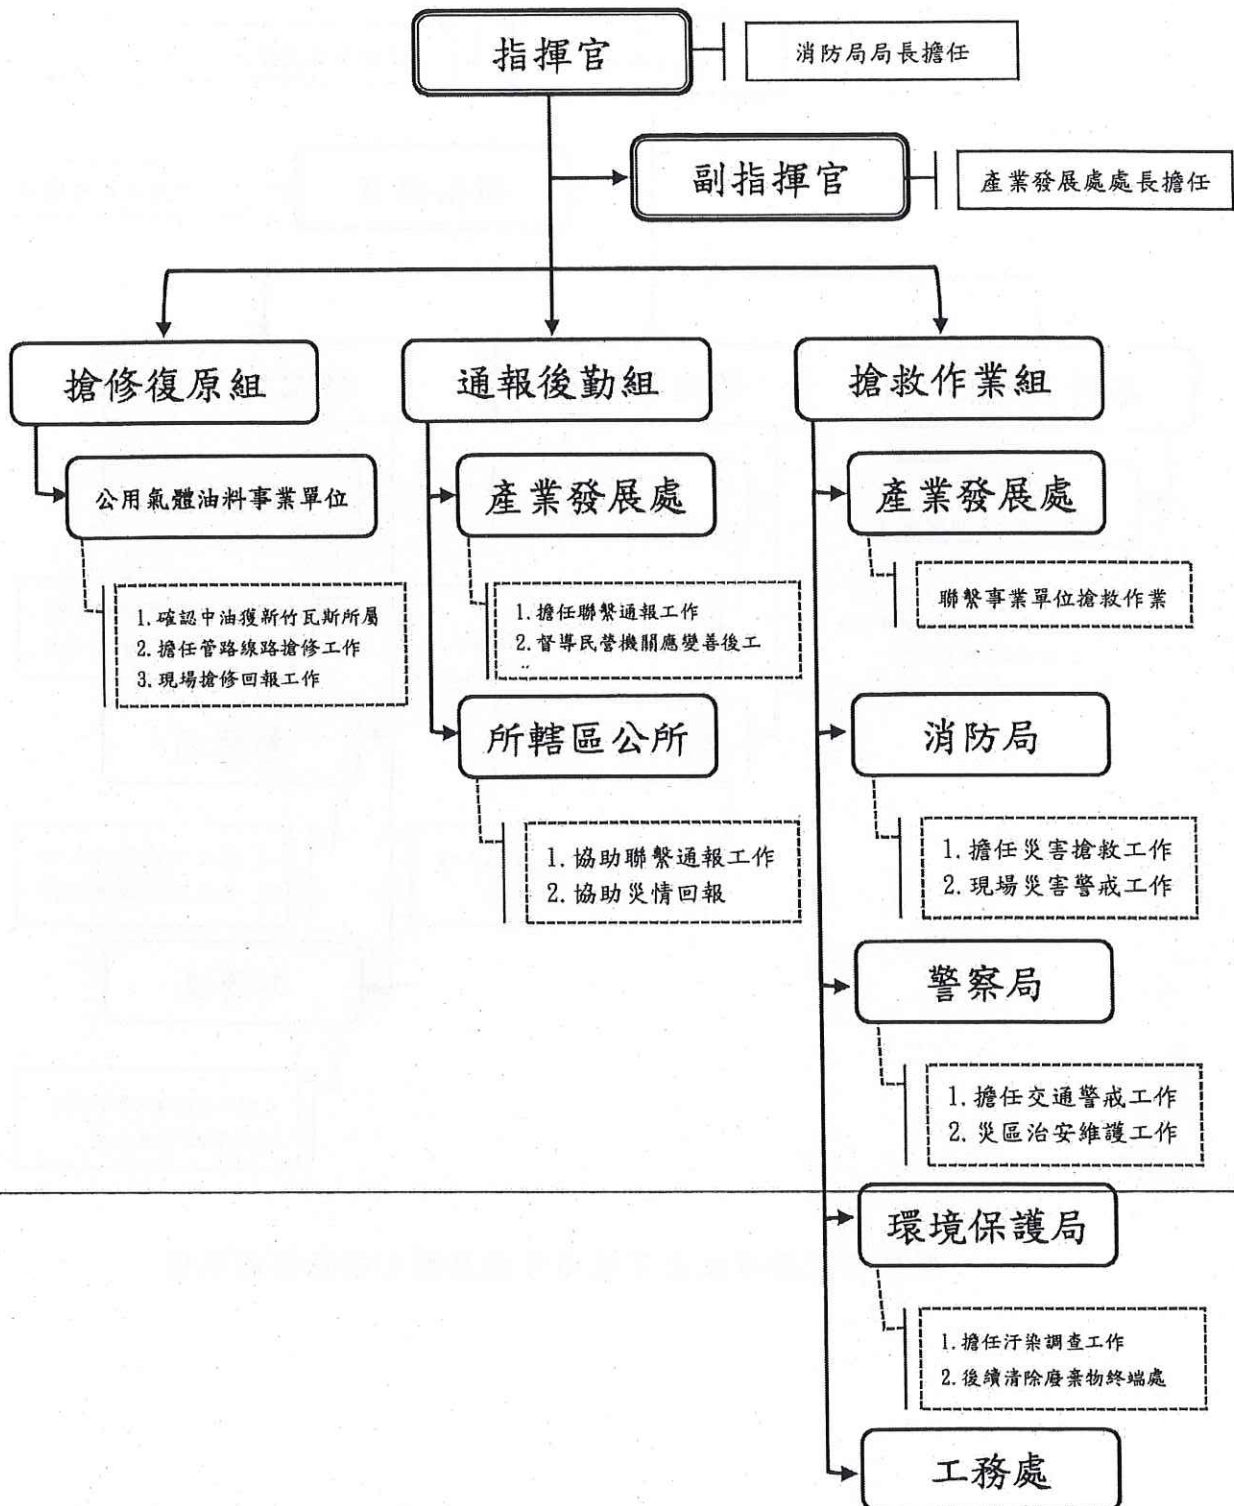 指揮官
消防局局長擔任
副指揮官
產業發展處處長擔任
搶修復原組
公用氣體油料事業單位
1. 確認中油獲新竹瓦斯所屬
2. 擔任管路線路搶修工作
3. 現場搶修回報工作
通報後勤組
產業發展處
1. 擔任聯繫通報工作
2. 督導民營機關應變善後工
所轄區公所
1. 協助聯繫通報工作
2. 協助災情回報
搶救作業組
產業發展處
聯繫事業單位搶救作業
消防局
1. 擔任災害搶救工作
2. 現場災害警戒工作
警察局
1. 擔任交通警戒工作
2. 災區治安維護工作
環境保護局
1. 擔任汙染調查工作
2. 後續清除廢棄物終端處
工務處